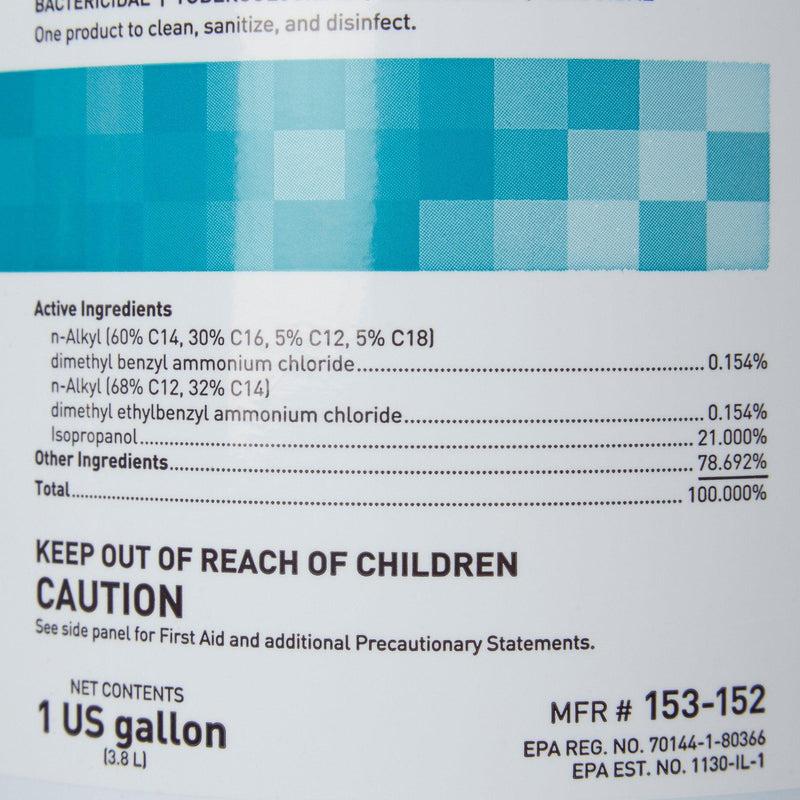 BACTERICIDAL
One product to clean, sanitize, and disinfect.
Active Ingredients
n-Alkyl (60% C14, 30% C16, 5% C12, 5% C18)
dimethyl benzyl ammonium chloride........0.154%
n-Alkyl (68% C12, 32% C14)
dimethyl ethylbenzyl ammonium chloride........0.154%
Isopropanol........21.000%
Other Ingredients........78.692%
Total........100.000%
KEEP OUT OF REACH OF CHILDREN
CAUTION
See side panel for First Aid and additional Precautionary Statements.
NET CONTENTS
1 US gallon
(3.8 L)
MFR # 153-152
EPA REG. NO. 70144-1-80366
EPA EST. NO. 1130-IL-1